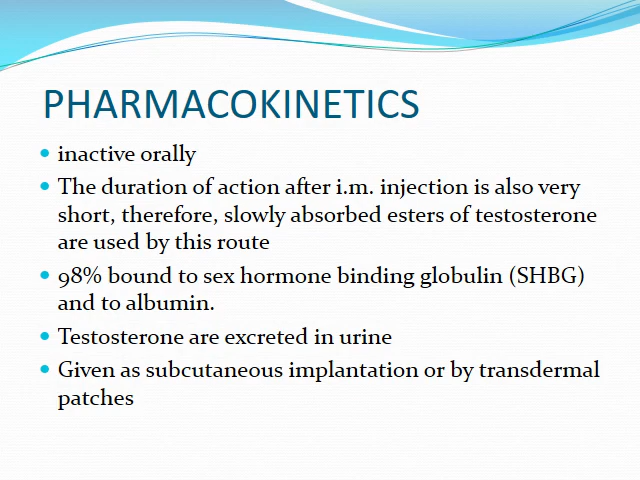 PHARMACOKINETICS
• inactive orally
• The duration of action after i.m. injection is also very
short, therefore, slowly absorbed esters of testosterone
are used by this route
• 98% bound to sex hormone binding globulin (SHBG)
and to albumin.
• Testosterone are excreted in urine
• Given as subcutaneous implantation or by transdermal
patches